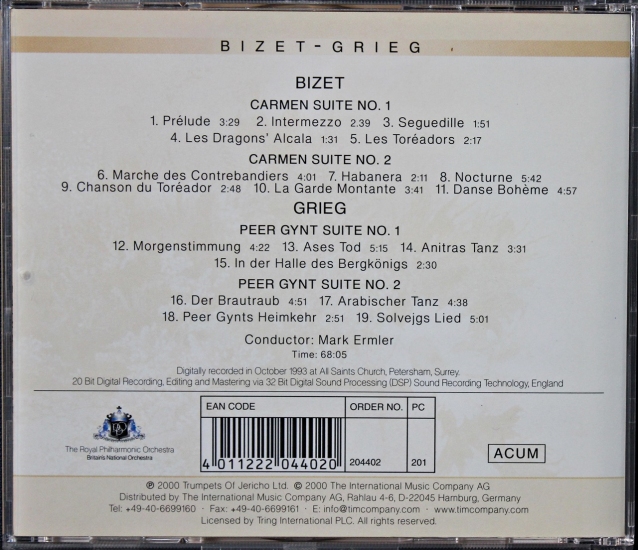 BIZET-GRIEG
BIZET
CARMEN SUITE NO. 1
1. Prélude 3:29 2. Intermezzo 2.39 3. Seguedille 1:51
4. Les Dragons' Alcala 1:31 5. Les Toréadors 2:17
CARMEN SUITE NO. 2
6. Marche des Contrebandiers 4:01 7. Habanera 2:11 8. Nocturne 5:42
9. Chanson du Toréador 2:48 10. La Garde Montante 3:41 11. Danse Bohème 4:57
GRIEG
PEER GYNT SUITE NO. 1
12. Morgenstimmung 4:22 13. Ases Tod 5:15 14. Anitras Tanz 3:31
15. In der Halle des Bergkönigs 2:30
PEER GYNT SUITE NO. 2
16. Der Brautraub 4:51 17. Arabischer Tanz 4:38
18. Peer Gynts Heimkehr 2:51 19. Solvejgs Lied 5:01
Conductor: Mark Ermler
Time: 68:05
Digitally recorded in October 1993 at All Saints Church, Petersham, Surrey.
20 Bit Digital Recording, Editing and Mastering via 32 Bit Digital Sound Processing (DSP) Sound Recording Technology, England
The Royal Philharmonic Orchestra
Britain's National Orchestra
EAN CODE
4 011222 044020
ORDER NO.
204402
PC
201
ACUM
℗ 2000 Trumpets Of Jericho Ltd. © 2000 The International Music Company AG
Distributed by The International Music Company AG, Rahlau 4-6, D-22045 Hamburg, Germany
Tel: +49-40-6699160 · Fax: +49-40-6699161 · E: info@timcompany.com · www.timcompany.com
Licensed by Tring International PLC. All rights reserved.